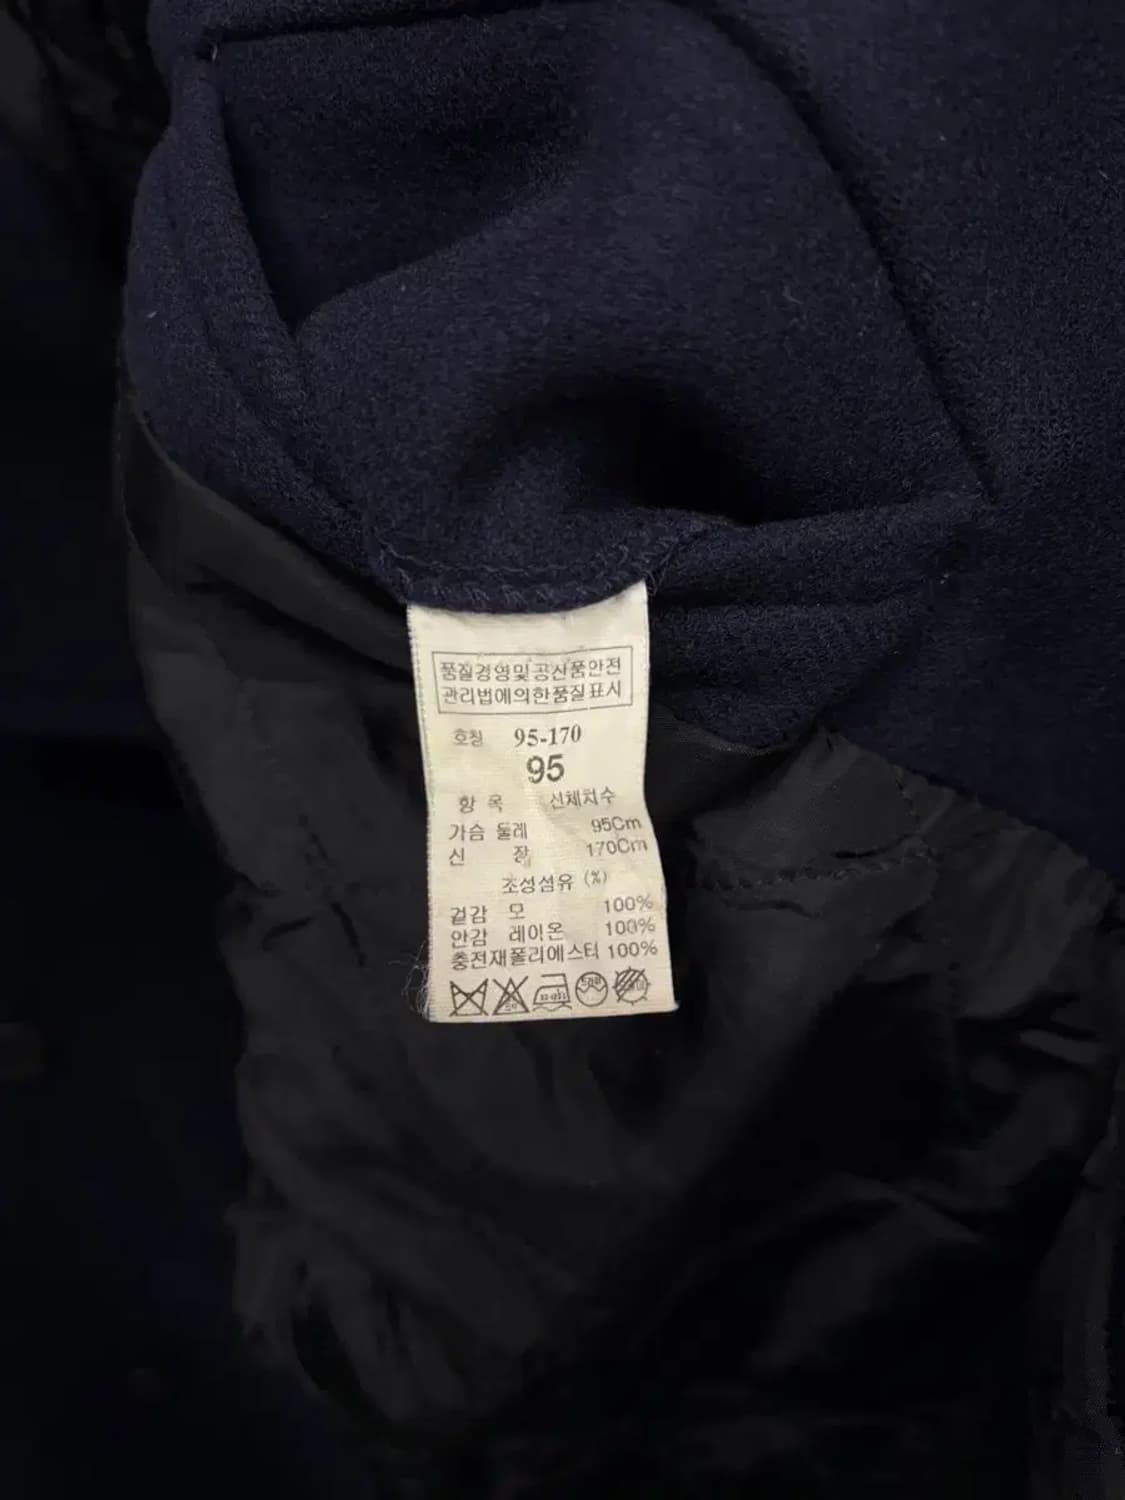 품질경영및공산품안전
관리법에의한품질표시
호칭 95-170
95
항 목 신체치수
가슴 둘레 95Cm
신 장 170Cm
조성섬유 (%)
겉감 모 100%
안감 레이온 100%
충전재폴리에스터 100%